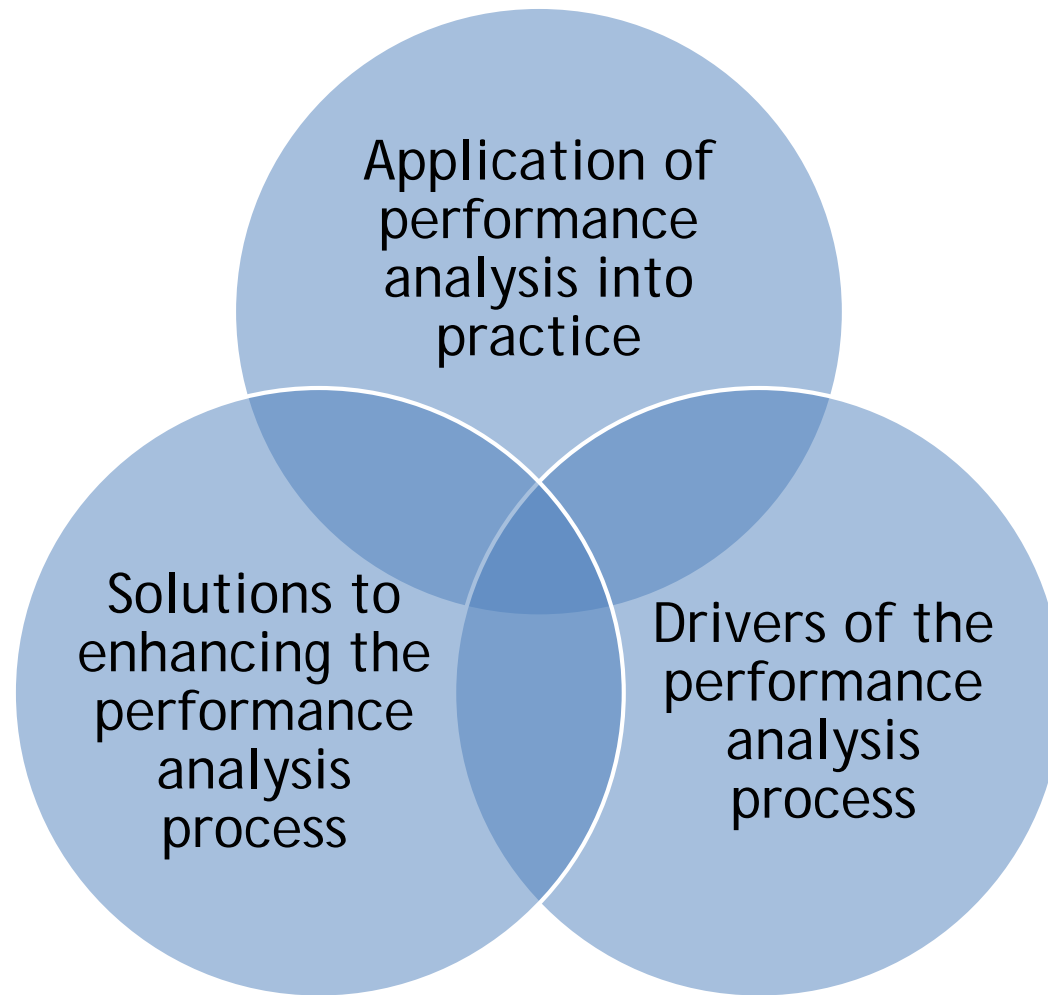 Application of
performance
analysis into
practice
Solutions to
enhancing the
performance
analysis
process
Drivers of the
performance
analysis
process